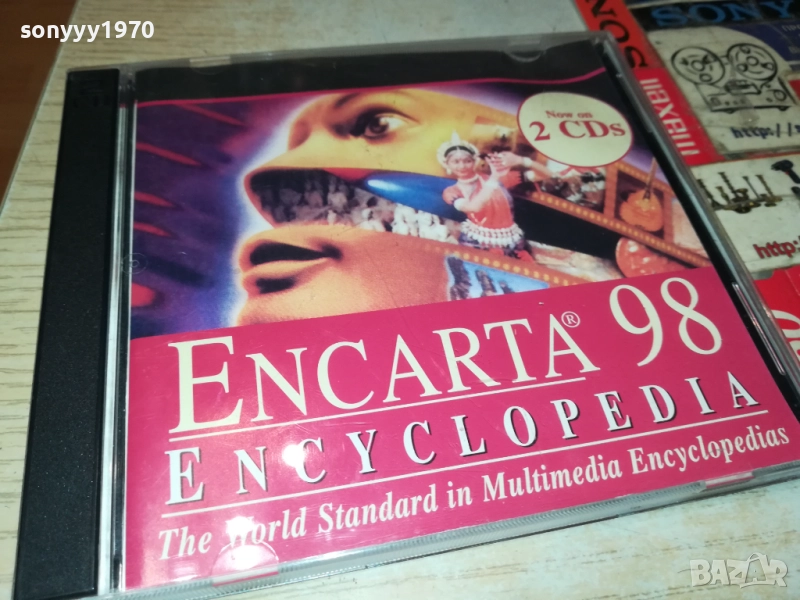 sonyyy1970
Now on
2 CDs
ENCARTA® 98
ENCYCLOPEDIA
The World Standard in Multimedia Encyclopedias
SONY
maxell
http:/
http:
BAZAR